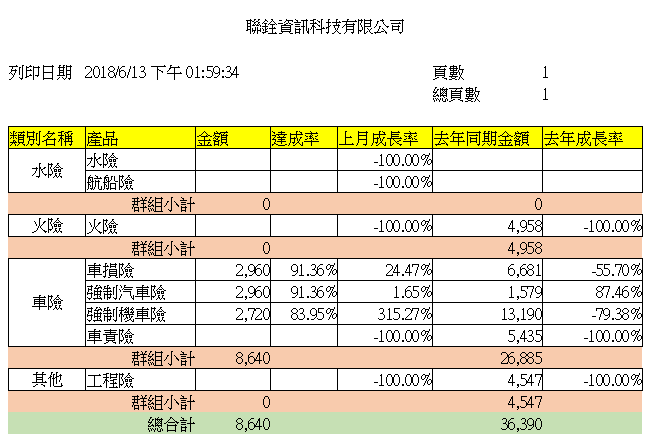 聯銓資訊科技有限公司
列印日期 2018/6/13 下午 01:59:34 頁數 1
總頁數 1
類別名稱 產品 金額 達成率 上月成長率 去年同期金額 去年成長率
水險 水險 -100.00%
航船險 -100.00%
群組小計 0 0
火險 火險 -100.00% 4,958 -100.00%
群組小計 0 4,958
車險 車損險 2,960 91.36% 24.47% 6,681 -55.70%
強制汽車險 2,960 91.36% 1.65% 1,579 87.46%
強制機車險 2,720 83.95% 315.27% 13,190 -79.38%
車責險 -100.00% 5,435 -100.00%
群組小計 8,640 26,885
其他 工程險 -100.00% 4,547 -100.00%
群組小計 0 4,547
總合計 8,640 36,390